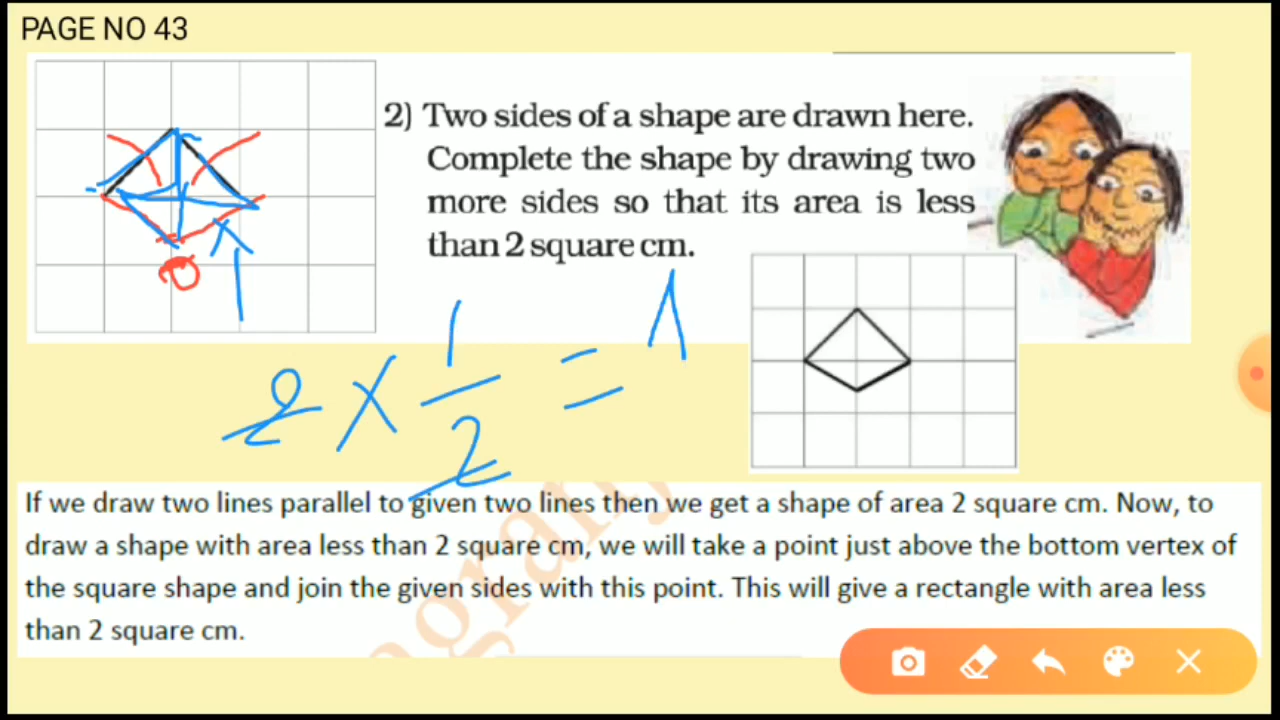 PAGE NO 43
2) Two sides of a shape are drawn here.
Complete the shape by drawing two
more sides so that its area is less
than 2 square cm.
2 × 1/2 = 1
If we draw two lines parallel to given two lines then we get a shape of area 2 square cm. Now, to
draw a shape with area less than 2 square cm, we will take a point just above the bottom vertex of
the square shape and join the given sides with this point. This will give a rectangle with area less
than 2 square cm.